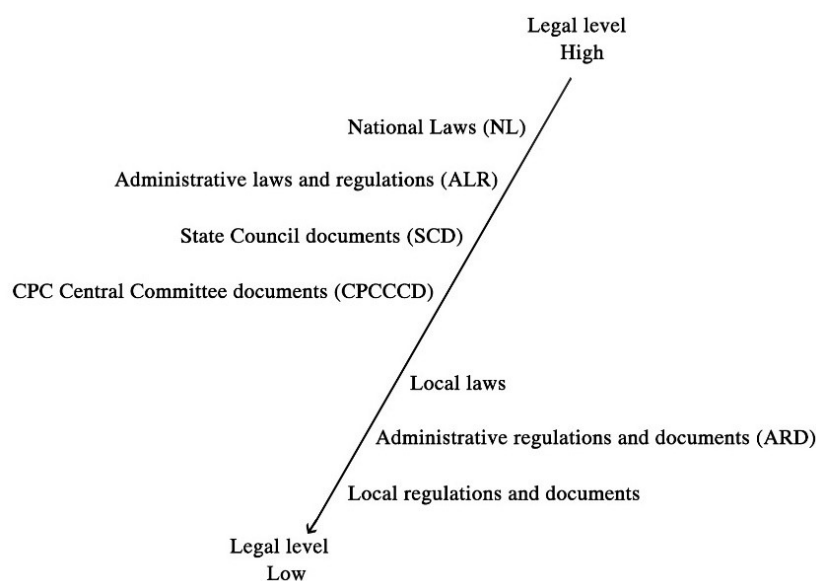 Legal level
High
National Laws (NL)
Administrative laws and regulations (ALR)
State Council documents (SCD)
CPC Central Committee documents (CPCCCD)
Local laws
Administrative regulations and documents (ARD)
Local regulations and documents
Legal level
Low